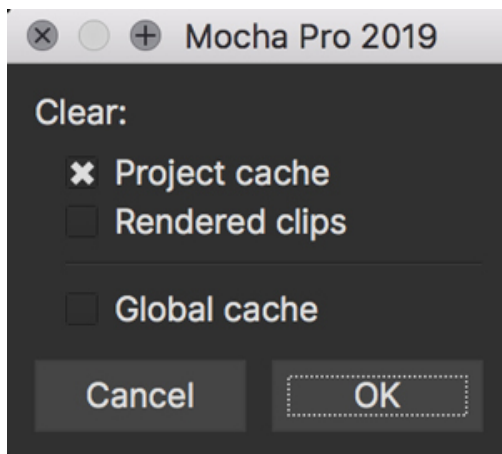 Mocha Pro 2019
Clear:
Project cache
Rendered clips
Global cache
Cancel OK